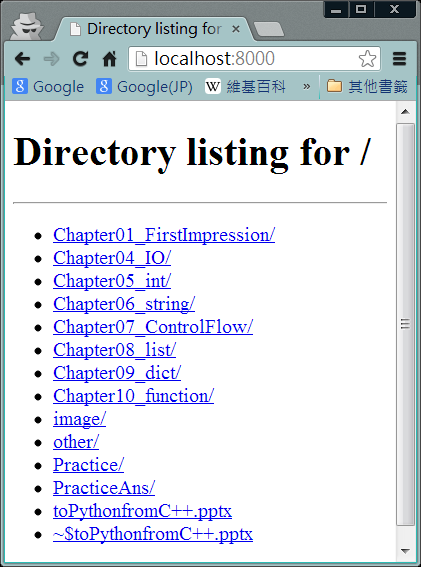 Directory listing for
localhost:8000
Google
Google(JP)
W 維基百科
»
其他書籤
Directory listing for /
Chapter01_FirstImpression/
Chapter04_IO/
Chapter05_int/
Chapter06_string/
Chapter07_ControlFlow/
Chapter08_list/
Chapter09_dict/
Chapter10_function/
image/
other/
Practice/
PracticeAns/
toPythonfromC++.pptx
~$toPythonfromC++.pptx